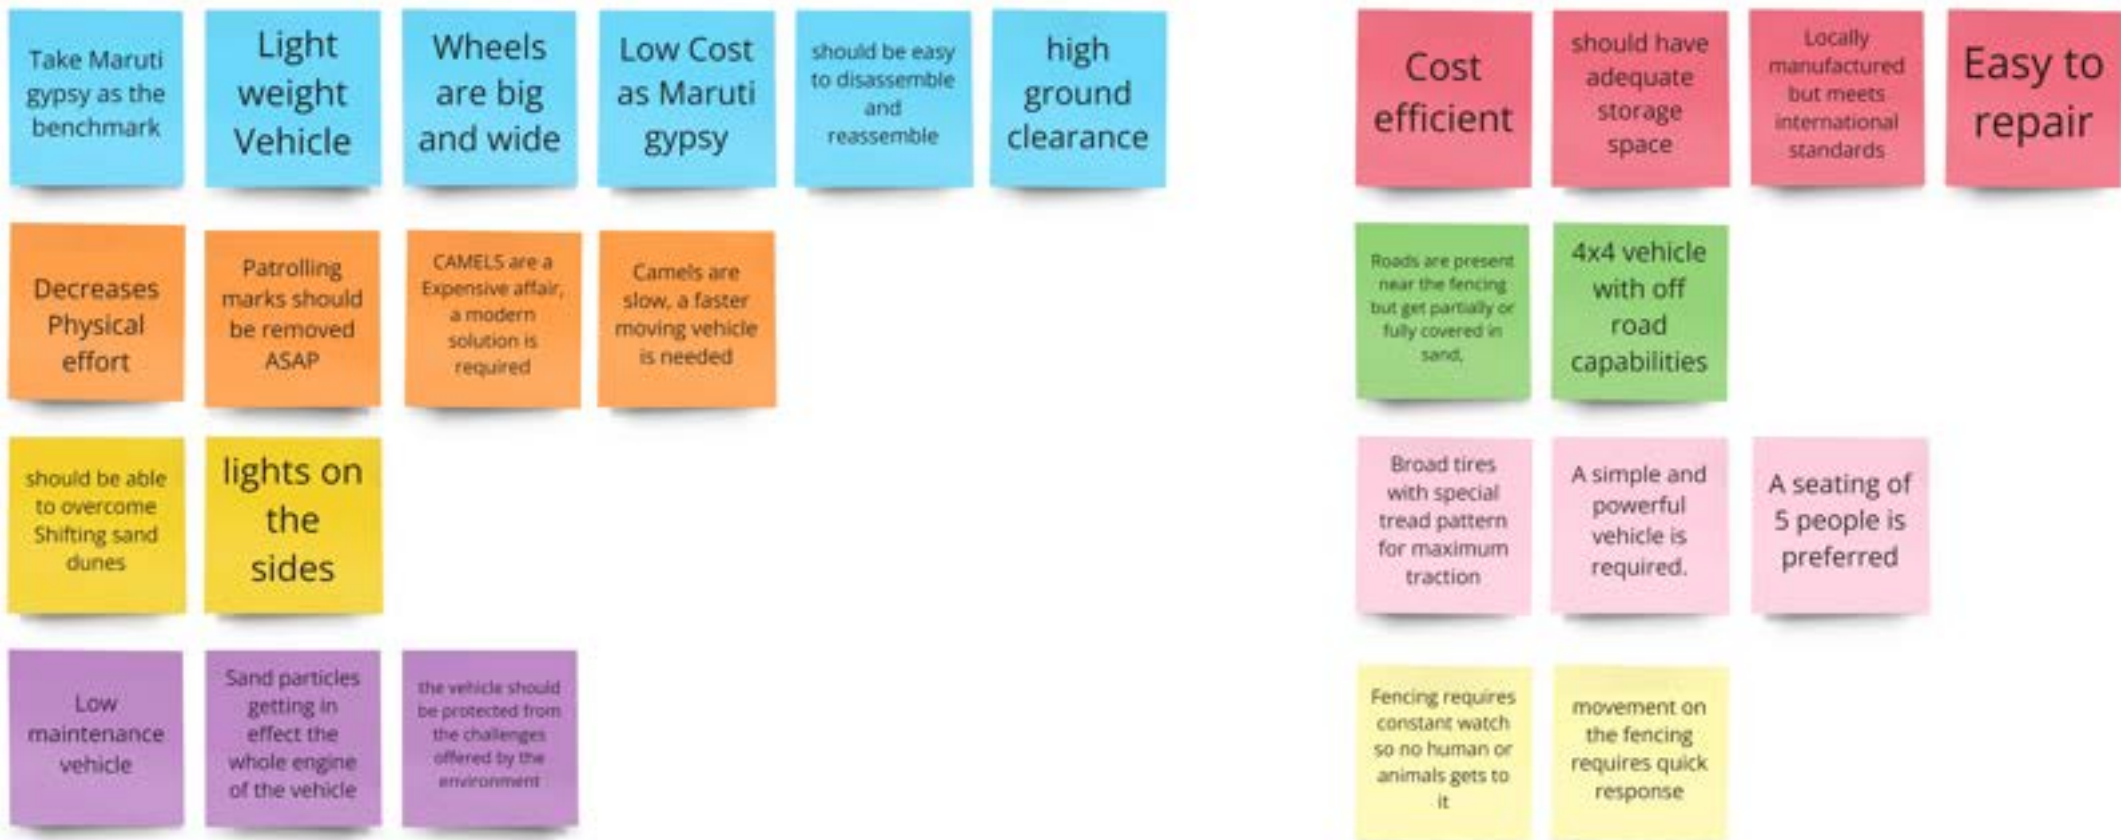 Take Maruti
gypsy as the
benchmark
Light
weight
Vehicle
Wheels
are big
and wide
Low Cost
as Maruti
gypsy
should be easy
to disassemble
and
reassemble
high
ground
clearance
Cost
efficient
should have
adequate
storage
space
Locally
manufactured
but meets
international
standards
Easy to
repair
Decreases
Physical
effort
Patrolling
marks should
be removed
ASAP
CAMELS are a
Expensive affair,
a modern
solution is
required
Camels are
slow, a faster
moving vehicle
is needed
Roads are present
near the fencing
but get partially or
fully covered in
sand,
4x4 vehicle
with off
road
capabilities
should be able
to overcome
Shifting sand
dunes
lights on
the
sides
Broad tires
with special
tread pattern
for maximum
traction
A simple and
powerful
vehicle is
required.
A seating of
5 people is
preferred
Low
maintenance
vehicle
Sand particles
getting in
effect the
whole engine
of the vehicle
the vehicle should
be protected from
the challenges
offered by the
environment
Fencing requires
constant watch
so no human or
animals gets to
it
movement on
the fencing
requires quick
response